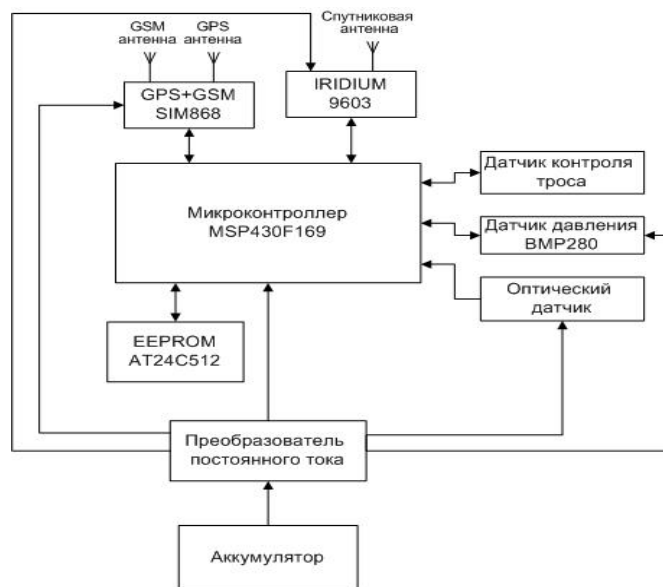 GSM
антенна
GPS
антенна
Спутниковая
антенна
GPS+GSM
SIM868
IRIDIUM
9603
Датчик контроля
троса
Микроконтроллер
MSP430F169
Датчик давления
BMP280
Оптический
датчик
EEPROM
AT24C512
Преобразователь
постоянного тока
Аккумулятор